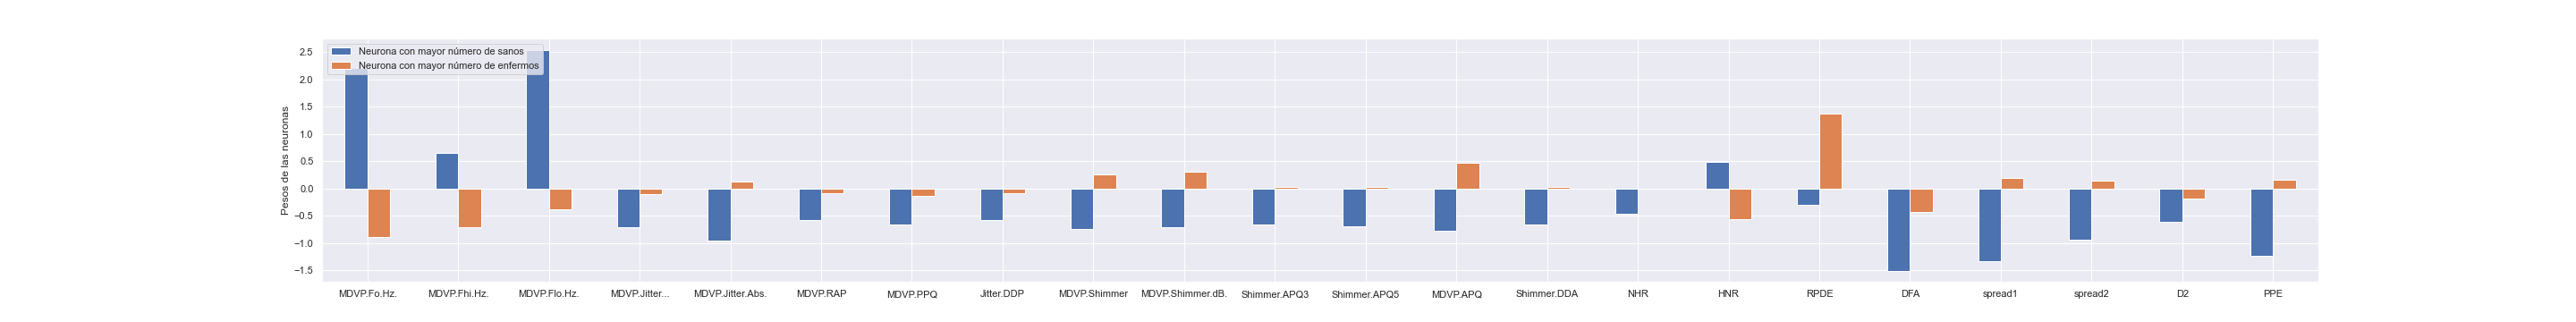 Neurona con mayor número de sanos
Neurona con mayor número de enfermos
Pesos de las neuronas
2.5
2.0
1.5
1.0
0.5
0.0
−0.5
−1.0
−1.5
MDVP.Fo.Hz. MDVP.Fhi.Hz. MDVP.Flo.Hz. MDVP.Jitter... MDVP.Jitter.Abs. MDVP.RAP MDVP.PPQ Jitter.DDP MDVP.Shimmer MDVP.Shimmer.dB. Shimmer.APQ3 Shimmer.APQ5 MDVP.APQ Shimmer.DDA NHR HNR RPDE DFA spread1 spread2 D2 PPE